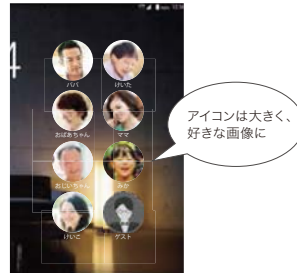 パパ
けいた
おばあちゃん
ママ
おじいちゃん
みか
けいこ
ゲスト
アイコンは大きく、
好きな画像に